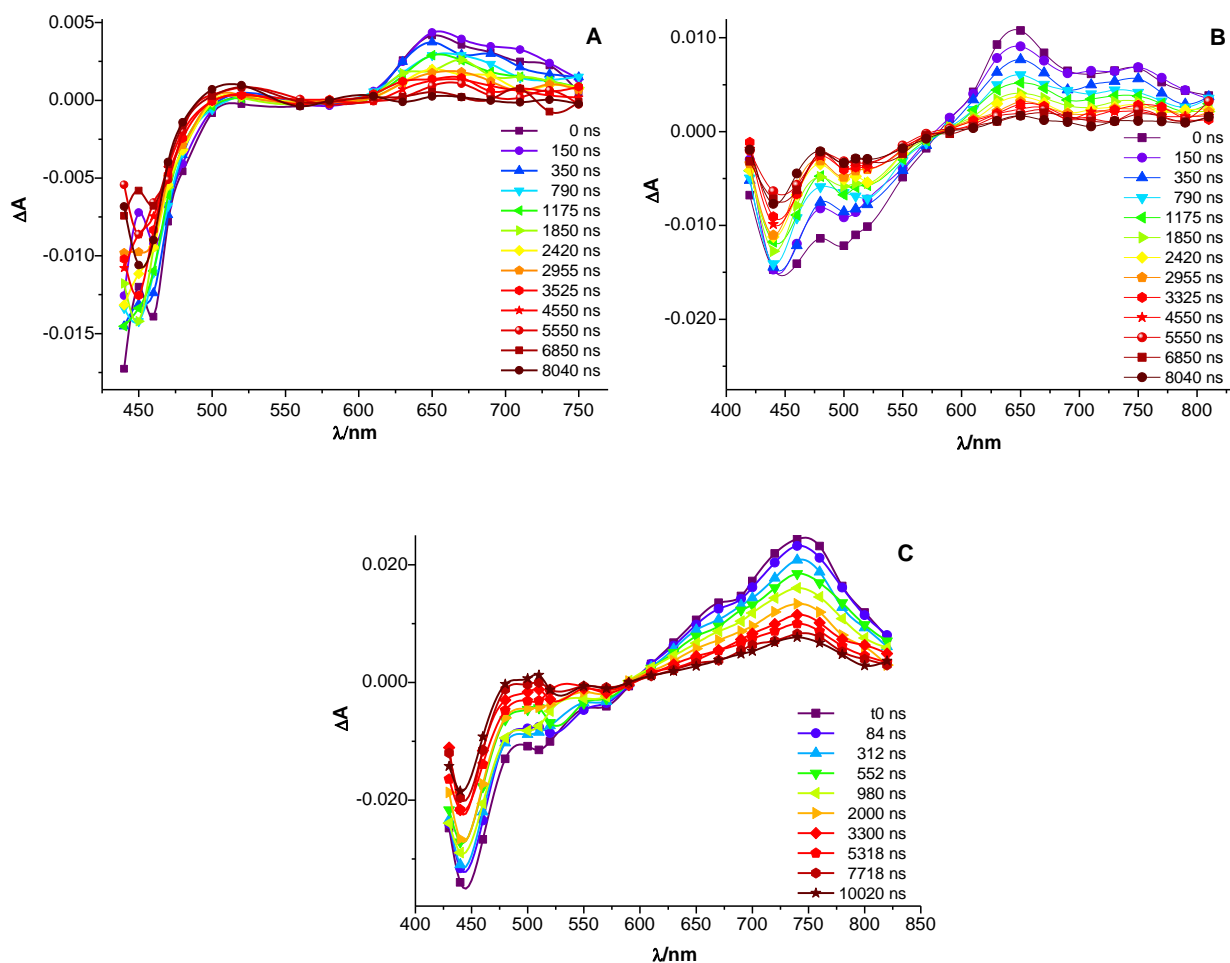 A
0.005
0.000
-0.005
-0.010
-0.015
ΔA
0 ns
150 ns
350 ns
790 ns
1175 ns
1850 ns
2420 ns
2955 ns
3525 ns
4550 ns
5550 ns
6850 ns
8040 ns
450 500 550 600 650 700 750
λ/nm
B
0.010
0.000
-0.010
-0.020
ΔA
0 ns
150 ns
350 ns
790 ns
1175 ns
1850 ns
2420 ns
2955 ns
3325 ns
4550 ns
5550 ns
6850 ns
8040 ns
400 450 500 550 600 650 700 750 800
λ/nm
C
0.020
0.000
-0.020
ΔA
t0 ns
84 ns
312 ns
552 ns
980 ns
2000 ns
3300 ns
5318 ns
7718 ns
10020 ns
400 450 500 550 600 650 700 750 800 850
λ/nm